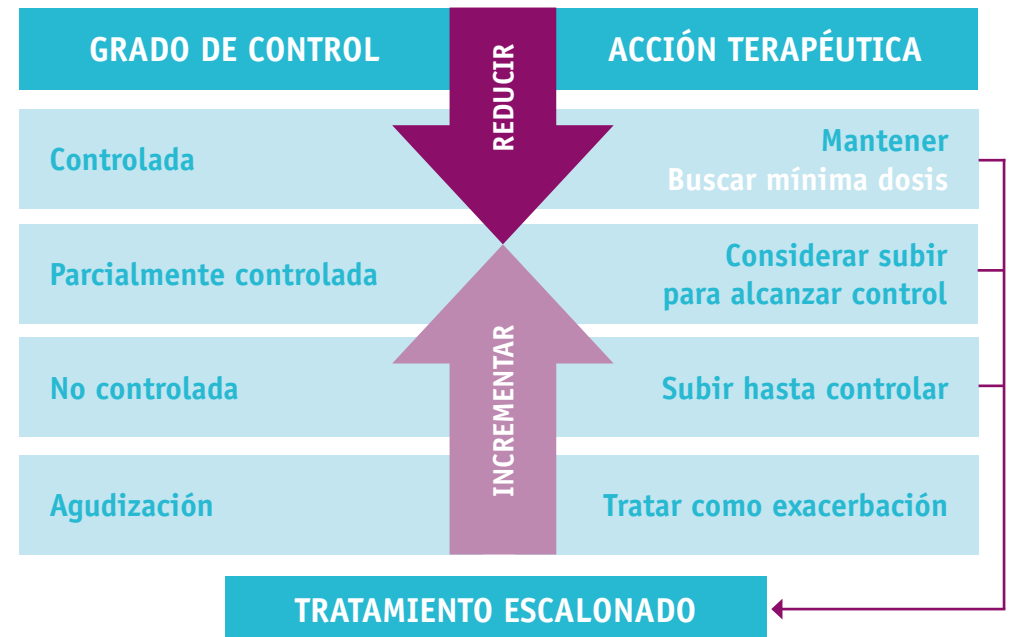 GRADO DE CONTROL
REDUCIR
ACCIÓN TERAPÉUTICA
Controlada
Mantener
Buscar mínima dosis
Parcialmente controlada
Considerar subir
para alcanzar control
INCREMENTAR
No controlada
Subir hasta controlar
Agudización
Tratar como exacerbación
TRATAMIENTO ESCALONADO